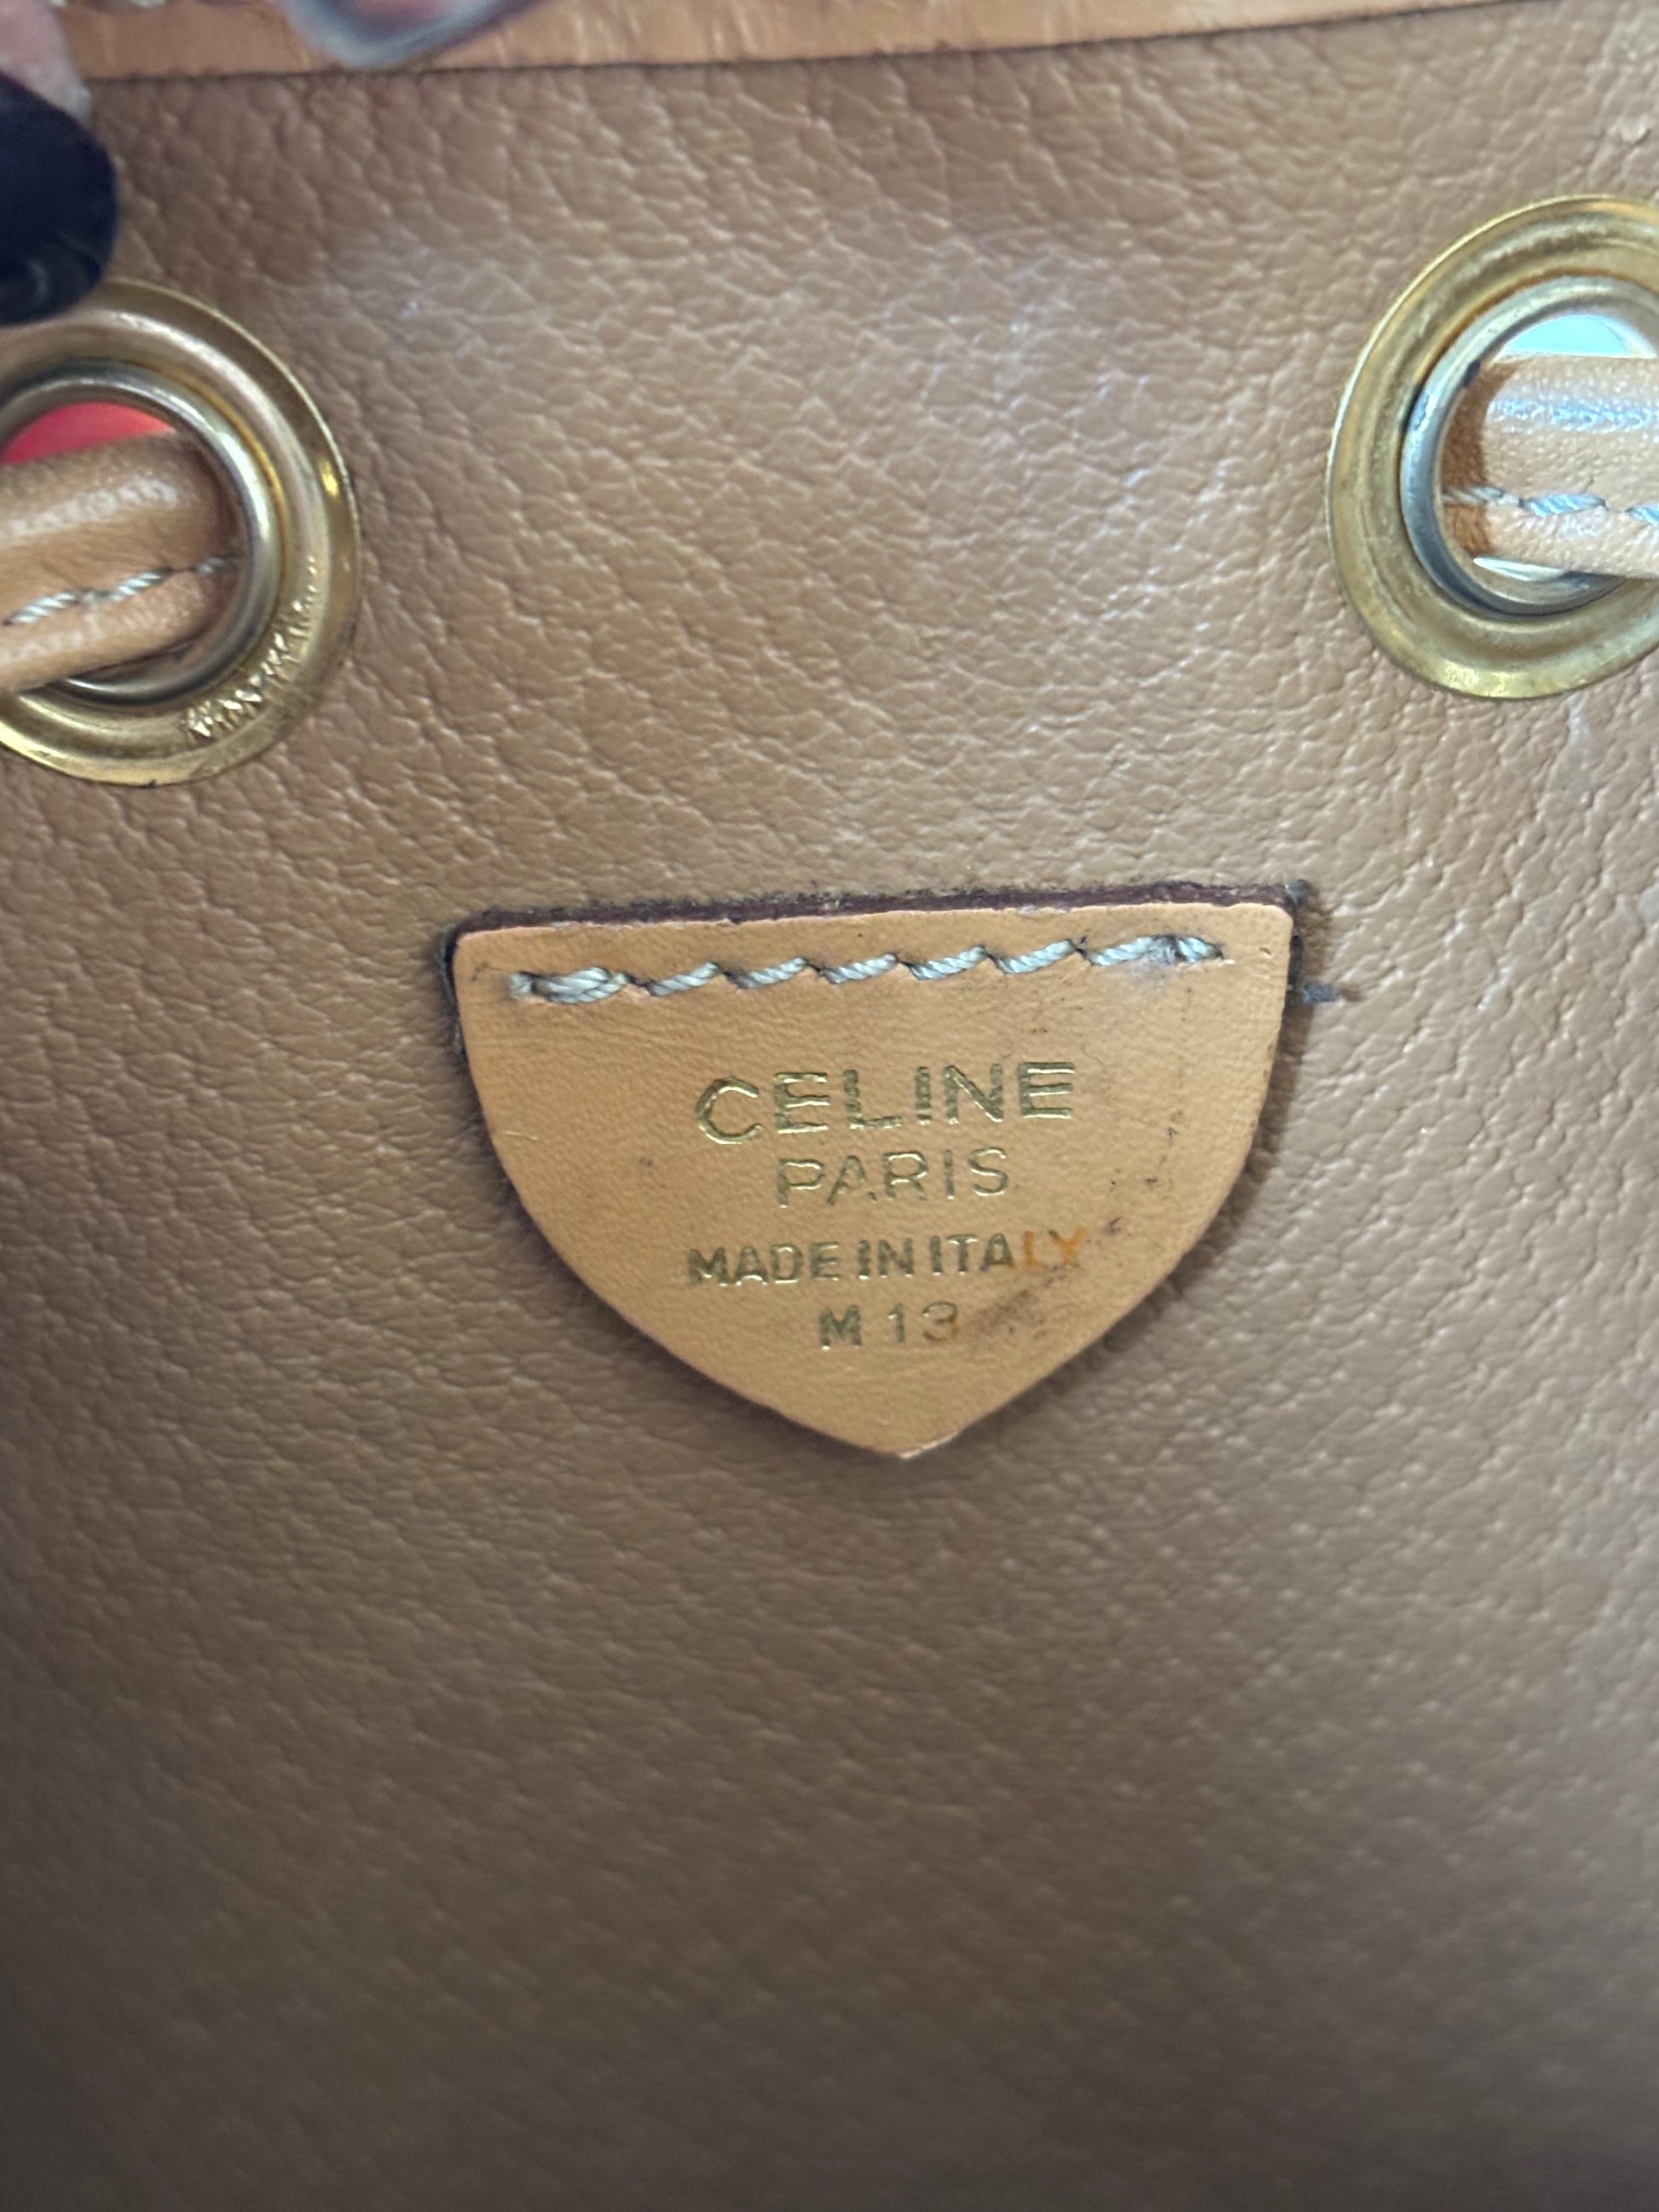 CELINE
PARIS
MADE IN ITALY
M 13